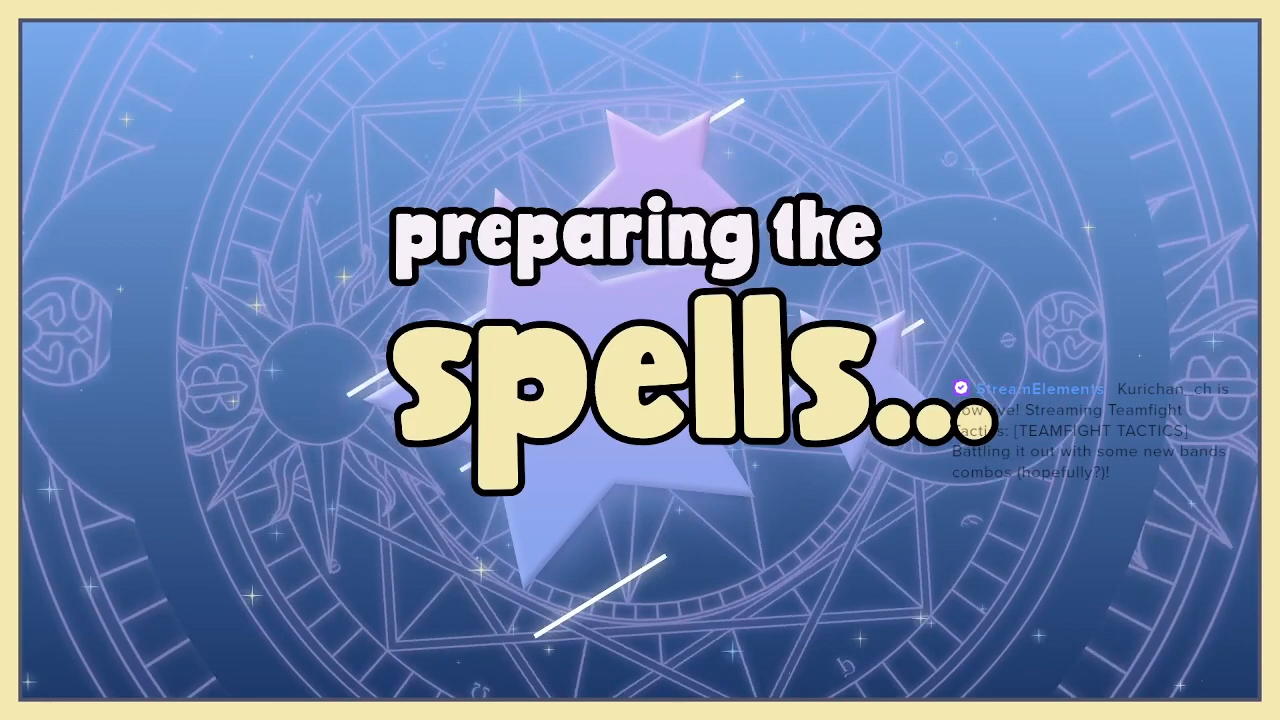 preparing the
spells...
StreamElements Kurichan_ch is
now live! Streaming Teamfight
Tactics: [TEAMFIGHT TACTICS]
Battling it out with some new bands
combos (hopefully?)!